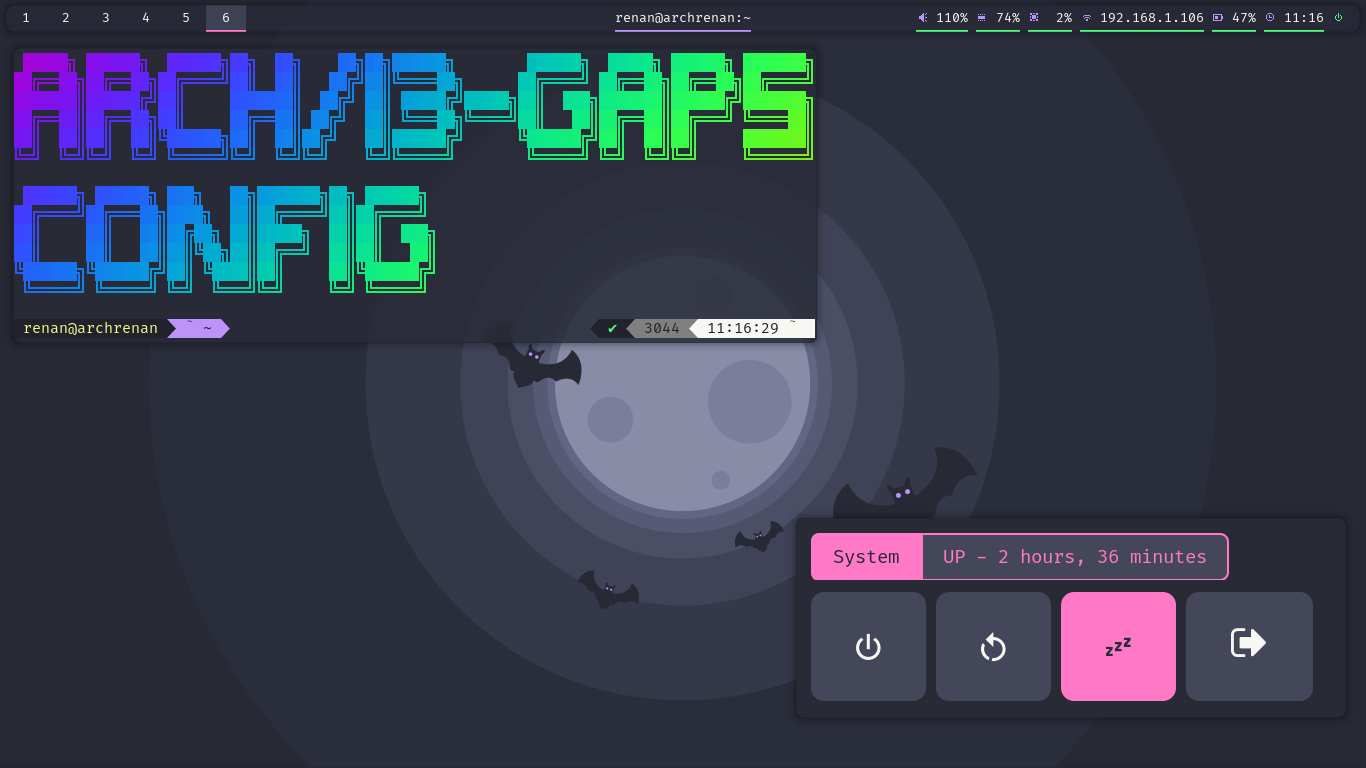 1 2 3 4 5 6 renan@archrenan:~ 110% 74% 2% 192.168.1.106 47% 11:16
ARCH/I3-GAPS
CONFIG
renan@archrenan ~ ✔ 3044 11:16:29
System UP - 2 hours, 36 minutes
zzz